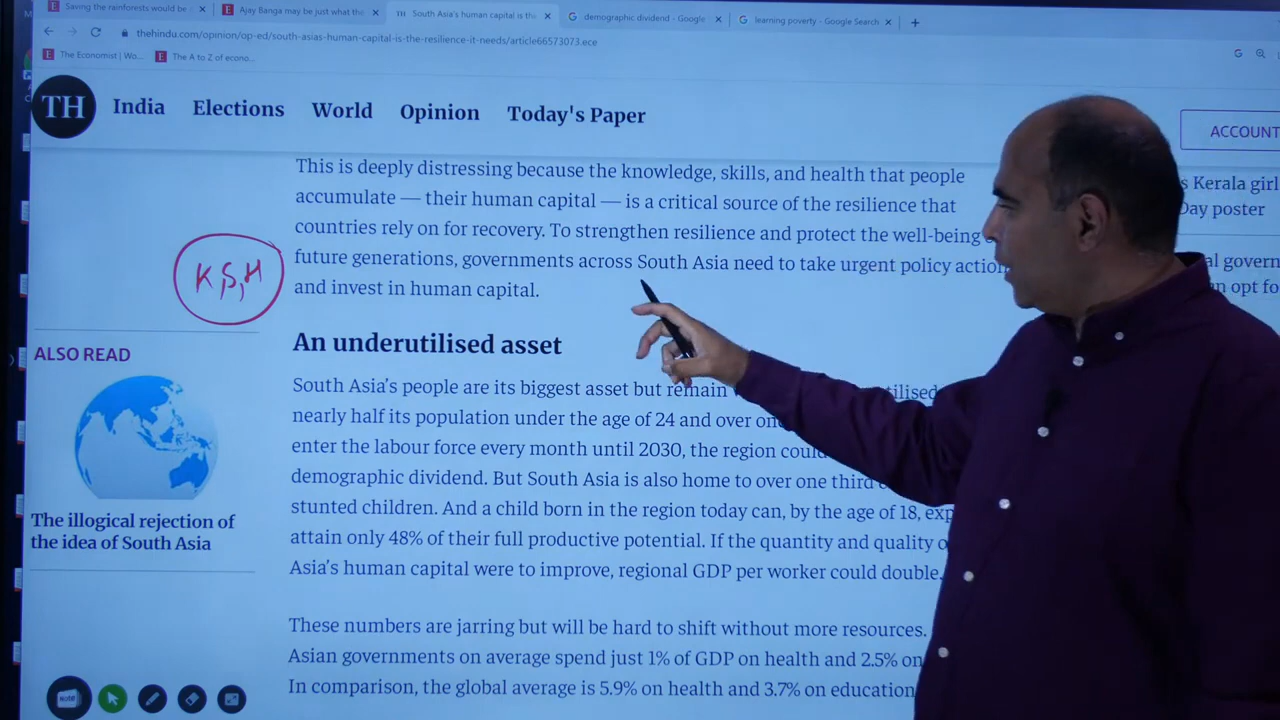 Saving the rainforests would be
Ajay Banga may be just what the
TH South Asia's human capital is the
demographic dividend - Google
learning poverty - Google Search
thehindu.com/opinion/op-ed/south-asias-human-capital-is-the-resilience-it-needs/article66573073.ece
The Economist | Wo...
The A to Z of econo...
TH India Elections World Opinion Today's Paper
ACCOUNT
This is deeply distressing because the knowledge, skills, and health that people
accumulate — their human capital — is a critical source of the resilience that
countries rely on for recovery. To strengthen resilience and protect the well-being
future generations, governments across South Asia need to take urgent policy action
and invest in human capital.
K S, H
s Kerala girl
Day poster
al govern
n opt fo
An underutilised asset
ALSO READ
The illogical rejection of
the idea of South Asia
South Asia's people are its biggest asset but remain
nearly half its population under the age of 24 and over
enter the labour force every month until 2030, the region
demographic dividend. But South Asia is also home to over one third
stunted children. And a child born in the region today can, by the age of 18,
attain only 48% of their full productive potential. If the quantity and quality
Asia's human capital were to improve, regional GDP per worker could double.
These numbers are jarring but will be hard to shift without more resources.
Asian governments on average spend just 1% of GDP on health and 2.5% on
In comparison, the global average is 5.9% on health and 3.7% on education